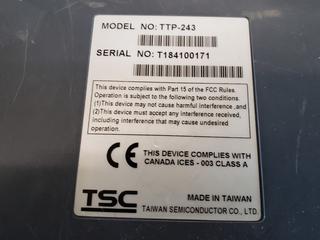 MODEL NO: TTP-243
SERIAL NO: T184100171
This device complies with Part 15 of the FCC Rules.
Operation is subject to the following two conditions.
(1)This device may not cause harmful interference ,and
(2)This device must accept any interference received,
including interference that may cause undesired
operation.
CE
THIS DEVICE COMPLIES WITH
CANADA ICES - 003 CLASS A
TSC
MADE IN TAIWAN
TAIWAN SEMICONDUCTOR CO., LTD.